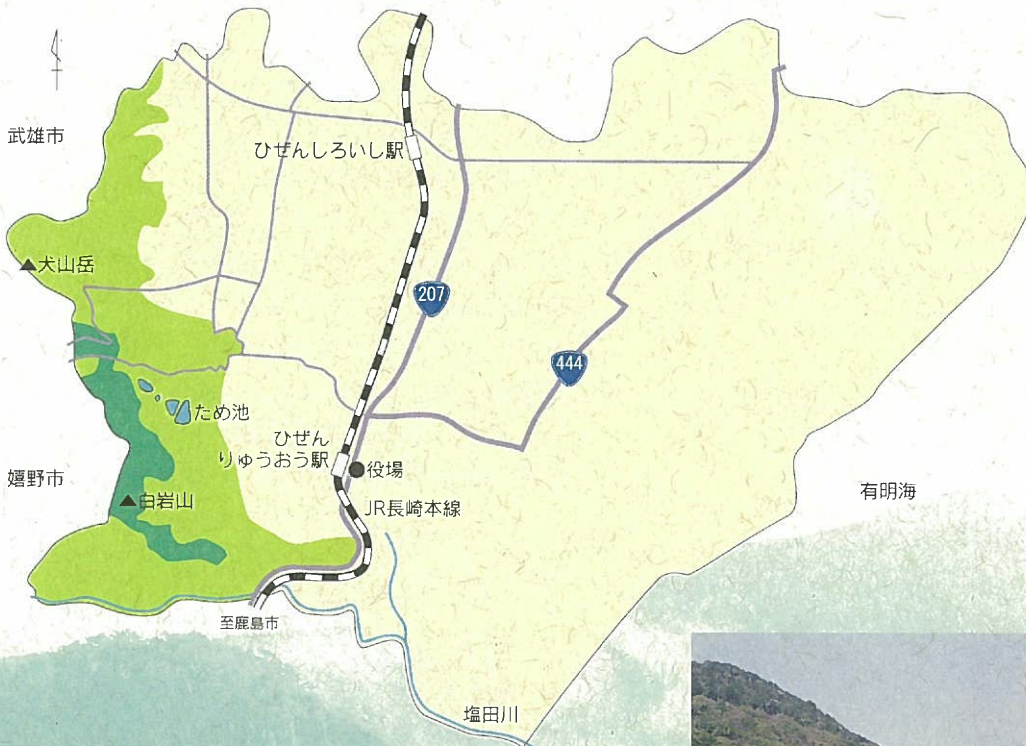 武雄市
ひぜんしろいし駅
犬山岳
207
444
ため池
ひぜん
りゅうおう駅
役場
嬉野市
白岩山
JR長崎本線
有明海
至鹿島市
塩田川